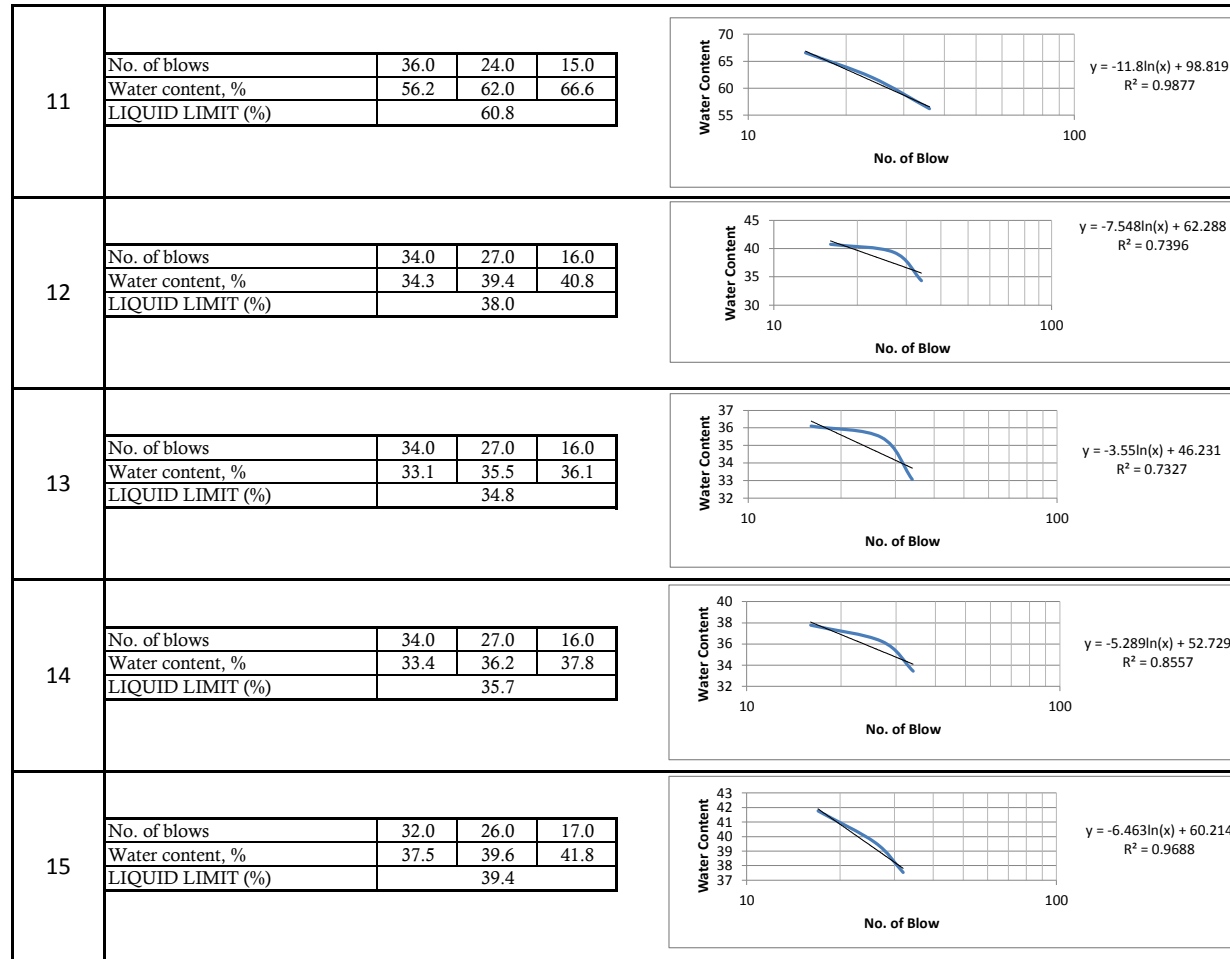 11
No. of blows 36.0 24.0 15.0
Water content, % 56.2 62.0 66.6
LIQUID LIMIT (%) 60.8
70
65
60
55
10 100
Water Content
No. of Blow
y = -11.8ln(x) + 98.819
R² = 0.9877
12
No. of blows 34.0 27.0 16.0
Water content, % 34.3 39.4 40.8
LIQUID LIMIT (%) 38.0
45
40
35
30
10 100
Water Content
No. of Blow
y = -7.548ln(x) + 62.288
R² = 0.7396
13
No. of blows 34.0 27.0 16.0
Water content, % 33.1 35.5 36.1
LIQUID LIMIT (%) 34.8
37
36
35
34
33
32
10 100
Water Content
No. of Blow
y = -3.55ln(x) + 46.231
R² = 0.7327
14
No. of blows 34.0 27.0 16.0
Water content, % 33.4 36.2 37.8
LIQUID LIMIT (%) 35.7
40
38
36
34
32
10 100
Water Content
No. of Blow
y = -5.289ln(x) + 52.729
R² = 0.8557
15
No. of blows 32.0 26.0 17.0
Water content, % 37.5 39.6 41.8
LIQUID LIMIT (%) 39.4
43
42
41
40
39
38
37
10 100
Water Content
No. of Blow
y = -6.463ln(x) + 60.214
R² = 0.9688